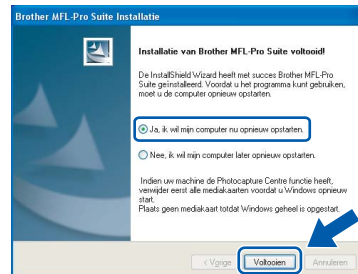 Brother MFL-Pro Suite Installatie
Installatie van Brother MFL-Pro Suite voltooid!
De InstallShield Wizard heeft met succes Brother MFL-Pro
Suite geïnstalleerd. Voordat u het programma kunt gebruiken,
moet u de computer opnieuw opstarten.
Ja, ik wil mijn computer nu opnieuw opstarten.
Nee, ik wil mijn computer later opnieuw opstarten.
Indien uw machine de Photocapture Centre functie heeft,
verwijder eerst alle mediakaarten voordat u Windows opnieuw
start.
Plaats geen mediakaart totdat Windows geheel is opgestart.
< Vorige
Voltooien
Annuleren